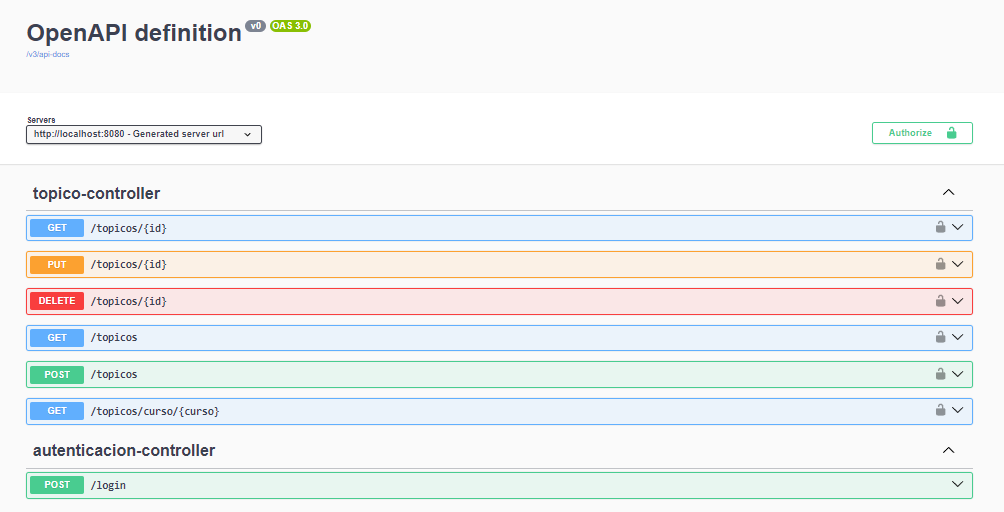 OpenAPI definition v0 OAS 3.0
/v3/api-docs
Servers
http://localhost:8080 - Generated server url
Authorize
topico-controller
GET /topicos/{id}
PUT /topicos/{id}
DELETE /topicos/{id}
GET /topicos
POST /topicos
GET /topicos/curso/{curso}
autenticacion-controller
POST /login